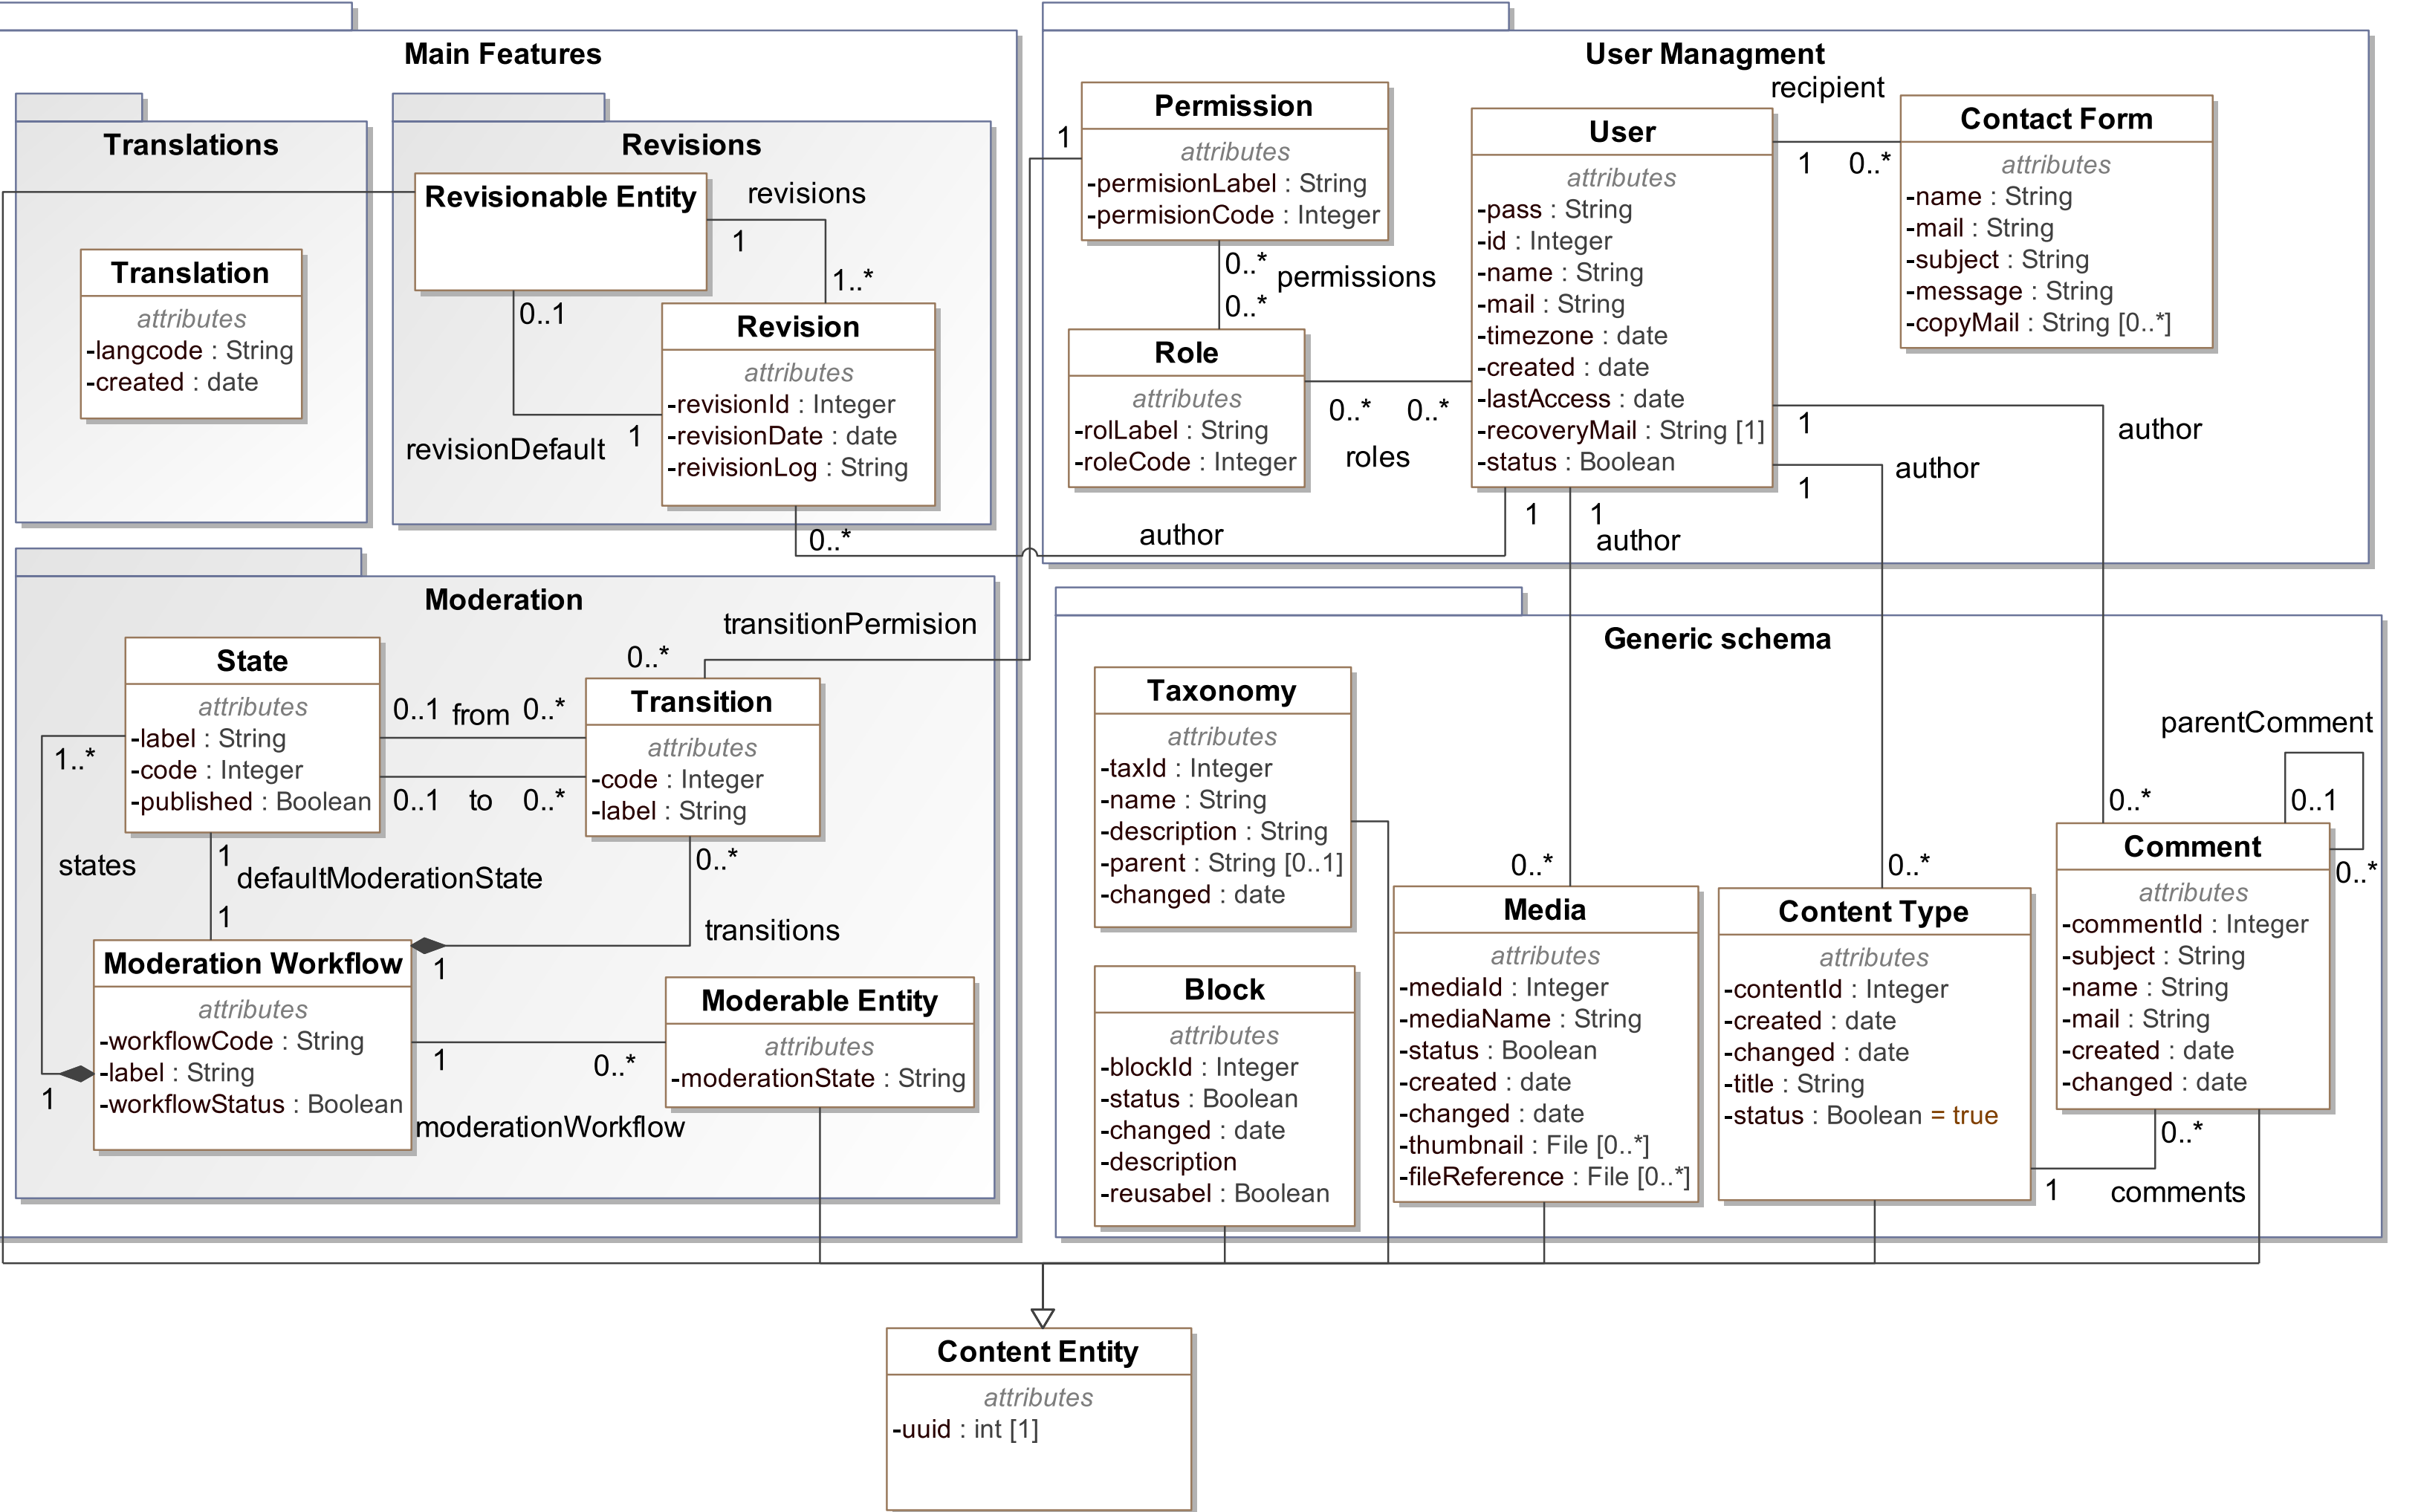 Main Features
Translations
Translation
attributes
-langcode : String
-created : date
Revisions
Revisionable Entity
revisions
1
1..*
0..1
Revision
attributes
-revisionId : Integer
-revisionDate : date
-reivisionLog : String
revisionDefault
1
0..*
author
Moderation
transitionPermision
0..*
State
attributes
-label : String
-code : Integer
-published : Boolean
0..1 from 0..*
0..1 to 0..*
Transition
attributes
-code : Integer
-label : String
1..*
states
1
defaultModerationState
1
0..*
transitions
1
Moderation Workflow
attributes
-workflowCode : String
-label : String
-workflowStatus : Boolean
1
1
0..*
moderationWorkflow
Moderable Entity
attributes
-moderationState : String
User Managment
1
Permission
attributes
-permisionLabel : String
-permisionCode : Integer
0..*
permissions
0..*
Role
attributes
-rolLabel : String
-roleCode : Integer
0..* 0..*
roles
User
attributes
-pass : String
-id : Integer
-name : String
-mail : String
-timezone : date
-created : date
-lastAccess : date
-recoveryMail : String [1]
-status : Boolean
recipient
1 0..*
Contact Form
attributes
-name : String
-mail : String
-subject : String
-message : String
-copyMail : String [0..*]
1
author
1
author
1
1
author
Generic schema
Taxonomy
attributes
-taxId : Integer
-name : String
-description : String
-parent : String [0..1]
-changed : date
Block
attributes
-blockId : Integer
-status : Boolean
-changed : date
-description
-reusabel : Boolean
0..*
Media
attributes
-mediaId : Integer
-mediaName : String
-status : Boolean
-created : date
-changed : date
-thumbnail : File [0..*]
-fileReference : File [0..*]
0..*
Content Type
attributes
-contentId : Integer
-created : date
-changed : date
-title : String
-status : Boolean = true
parentComment
0..*
0..1
0..*
Comment
attributes
-commentId : Integer
-subject : String
-name : String
-mail : String
-created : date
-changed : date
0..*
1
comments
Content Entity
attributes
-uuid : int [1]